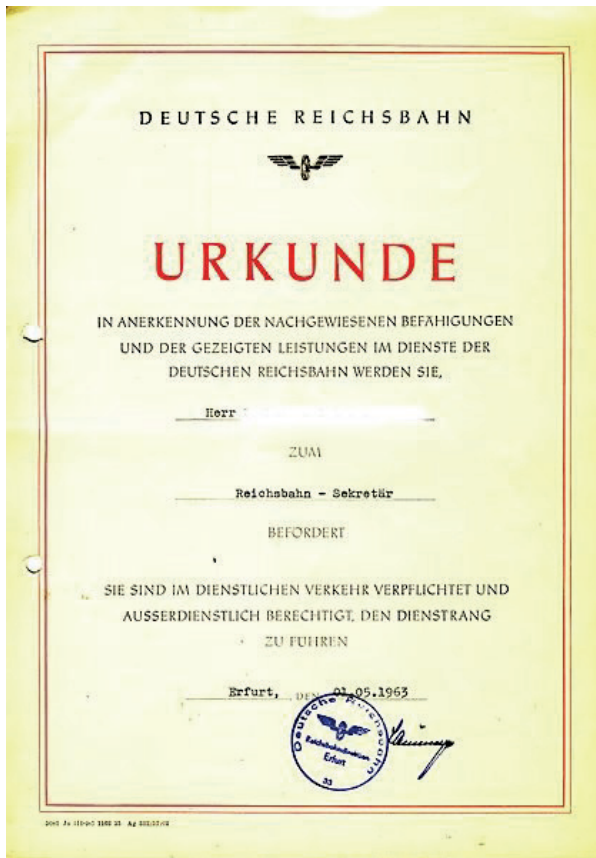 DEUTSCHE REICHSBAHN
URKUNDE
IN ANERKENNUNG DER NACHGEWIESENEN BEFÄHIGUNGEN
UND DER GEZEIGTEN LEISTUNGEN IM DIENSTE DER
DEUTSCHEN REICHSBAHN WERDEN SIE,
Herr
ZUM
Reichsbahn - Sekretär
BEFÖRDERT
SIE SIND IM DIENSTLICHEN VERKEHR VERPFLICHTET UND
AUSSERDIENSTLICH BERECHTIGT, DEN DIENSTRANG
ZU FÜHREN
Erfurt, DEN 01.05.1963
Deutsche Reichsbahn
Reichsbahndirektion
Erfurt
33